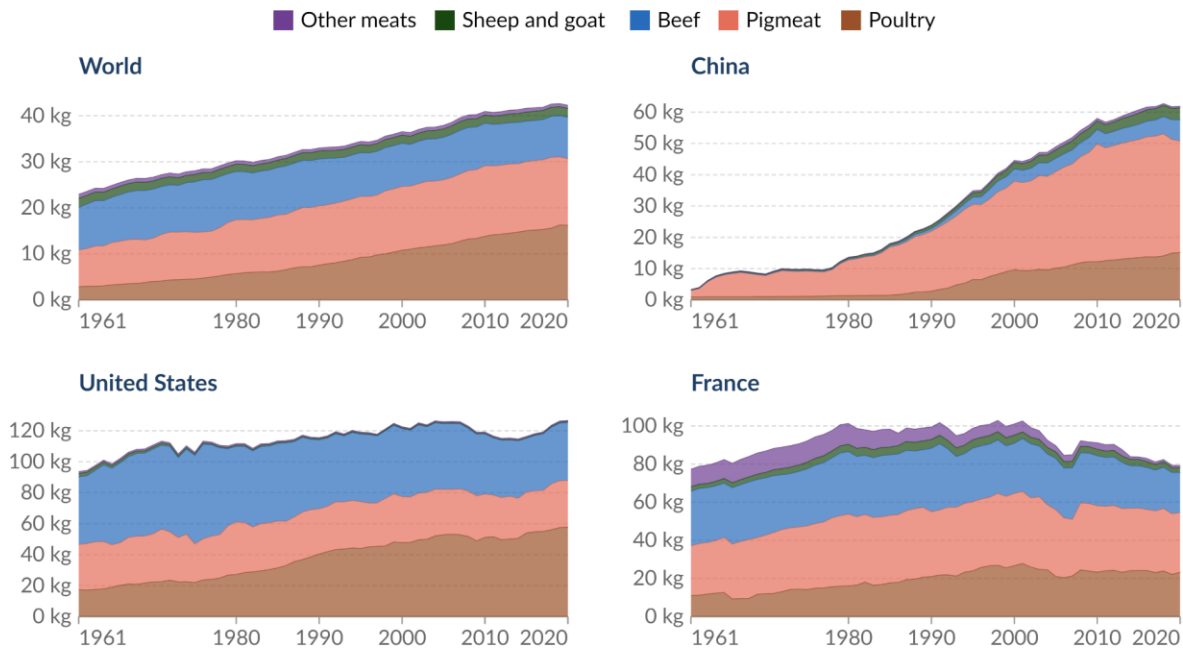 Other meats Sheep and goat Beef Pigmeat Poultry
World
40 kg
30 kg
20 kg
10 kg
0 kg
1961 1980 1990 2000 2010 2020
China
60 kg
50 kg
40 kg
30 kg
20 kg
10 kg
0 kg
1961 1980 1990 2000 2010 2020
United States
120 kg
100 kg
80 kg
60 kg
40 kg
20 kg
0 kg
1961 1980 1990 2000 2010 2020
France
100 kg
80 kg
60 kg
40 kg
20 kg
0 kg
1961 1980 1990 2000 2010 2020